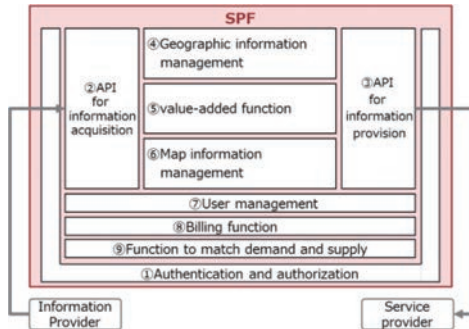 SPF
④Geographic information
management
②API
for
information
acquisition
⑤value-added function
③API
for
information
provision
⑥Map information
management
⑦User management
⑧Billing function
⑨Function to match demand and supply
①Authentication and authorization
Information
Provider
Service
provider